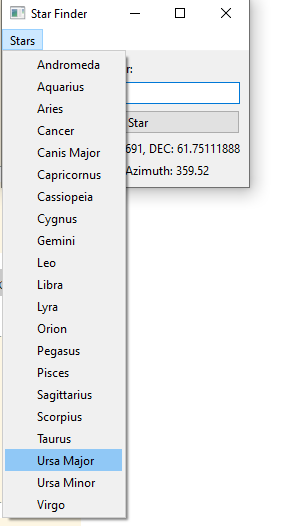 Star Finder
Stars
r:
Star
691, DEC: 61.75111888
Azimuth: 359.52
Andromeda
Aquarius
Aries
Cancer
Canis Major
Capricornus
Cassiopeia
Cygnus
Gemini
Leo
Libra
Lyra
Orion
Pegasus
Pisces
Sagittarius
Scorpius
Taurus
Ursa Major
Ursa Minor
Virgo